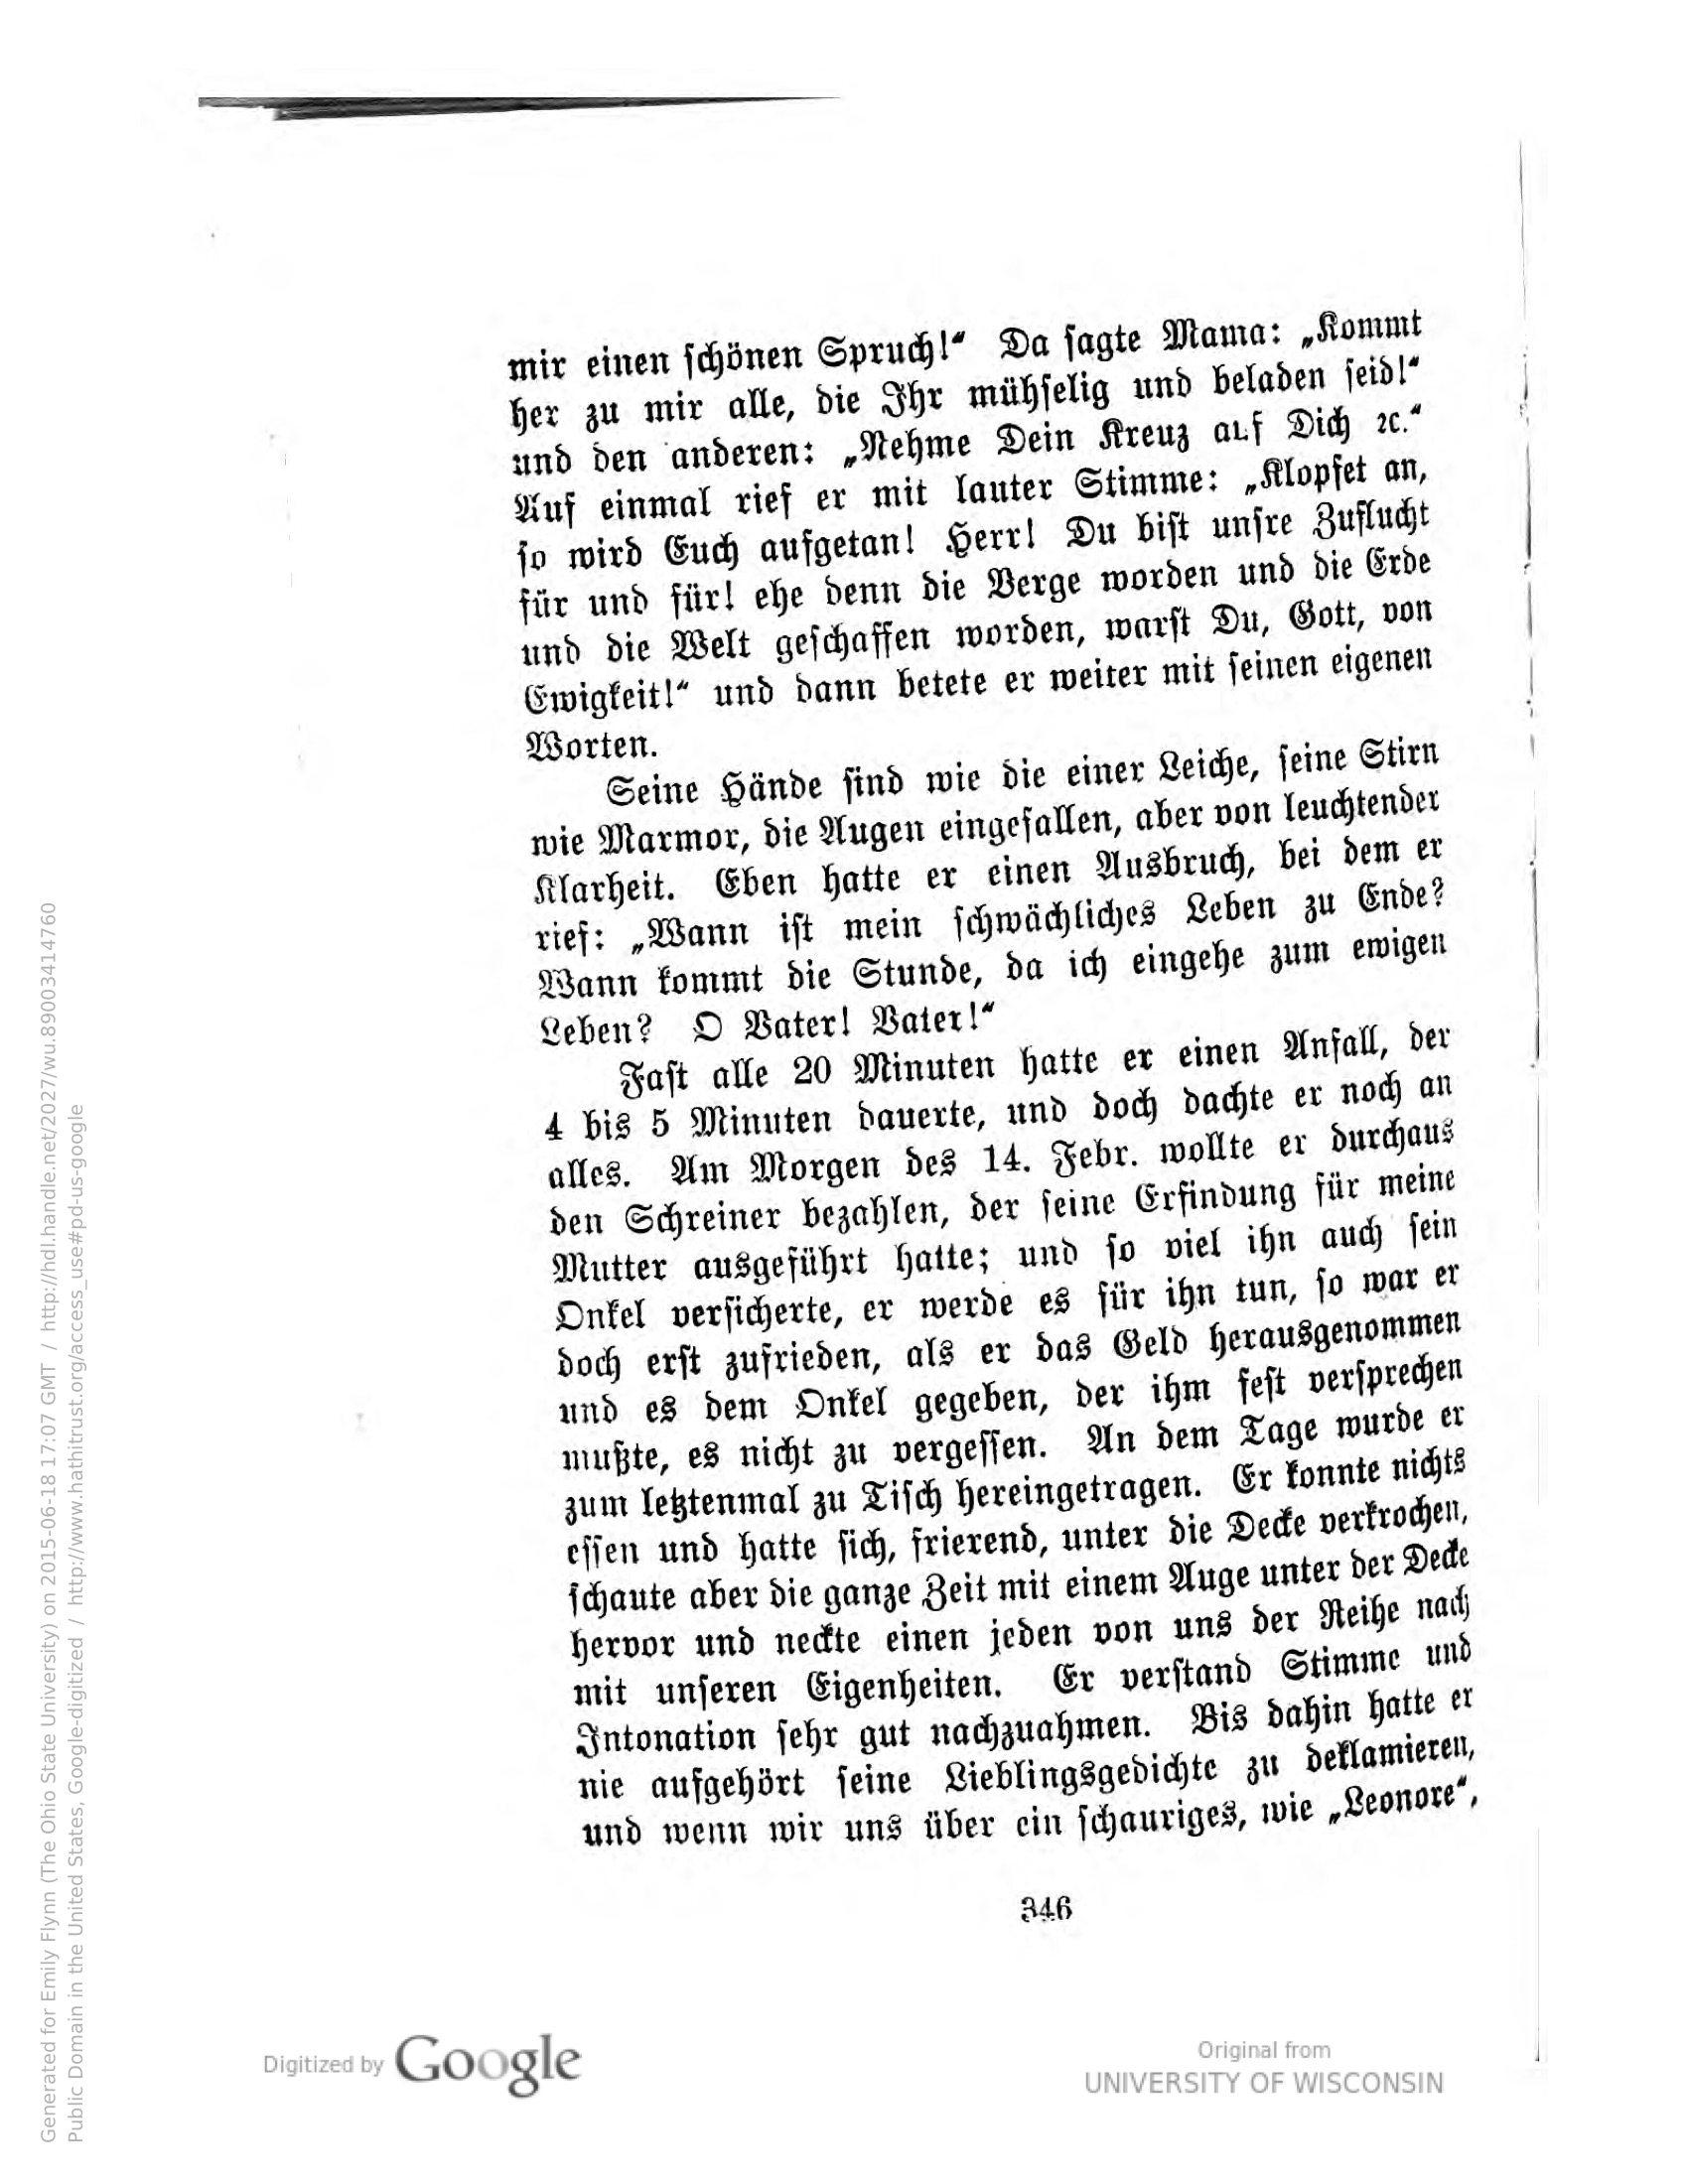 mir einen schönen Spruch!“ Da sagte Mama: „Kommt
her zu mir alle, die Ihr mühselig und beladen seid!“
und den anderen: „Nehme Dein Kreuz auf Dich ꝛc.“
Auf einmal rief er mit lauter Stimme: „Klopfet an,
so wird Euch aufgetan! Herr! Du bist unsre Zuflucht
für und für! ehe denn die Berge worden und die Erde
und die Welt geschaffen worden, warst Du, Gott, von
Ewigkeit!“ und dann betete er weiter mit seinen eigenen
Worten.
Seine Hände sind wie die einer Leiche, seine Stirn
wie Marmor, die Augen eingefallen, aber von leuchtender
Klarheit. Eben hatte er einen Ausbruch, bei dem er
rief: „Wann ist mein schwächliches Leben zu Ende?
Wann kommt die Stunde, da ich eingehe zum ewigen
Leben? O Vater! Vater!“
Fast alle 20 Minuten hatte er einen Anfall, der
4 bis 5 Minuten dauerte, und doch dachte er noch an
alles. Am Morgen des 14. Febr. wollte er durchaus
den Schreiner bezahlen, der seine Erfindung für meine
Mutter ausgeführt hatte; und so viel ihn auch sein
Onkel versicherte, er werde es für ihn tun, so war er
doch erst zufrieden, als er das Geld herausgenommen
und es dem Onkel gegeben, der ihm fest versprechen
mußte, es nicht zu vergessen. An dem Tage wurde er
zum letztenmal zu Tisch hereingetragen. Er konnte nichts
essen und hatte sich, frierend, unter die Decke verkrochen,
schaute aber die ganze Zeit mit einem Auge unter der Decke
hervor und neckte einen jeden von uns der Reihe nach
mit unseren Eigenheiten. Er verstand Stimme und
Intonation sehr gut nachzuahmen. Bis dahin hatte er
nie aufgehört seine Lieblingsgedichte zu deklamieren,
und wenn wir uns über ein schauriges, wie „Leonore“,
346
Digitized by Google
Original from
UNIVERSITY OF WISCONSIN
Generated for Emily Flynn (The Ohio State University) on 2015-06-18 17:07 GMT / http://hdl.handle.net/2027/wu.89003414760
Public Domain in the United States, Google-digitized / http://www.hathitrust.org/access_use#pd-us-google